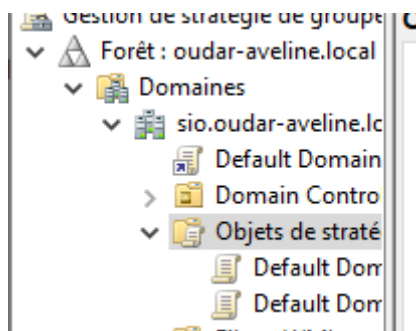 Gestion de stratégie de groupe
Forêt : oudar-aveline.local
Domaines
sio.oudar-aveline.lc
Default Domain
Domain Contro
Objets de straté
Default Dom
Default Dom